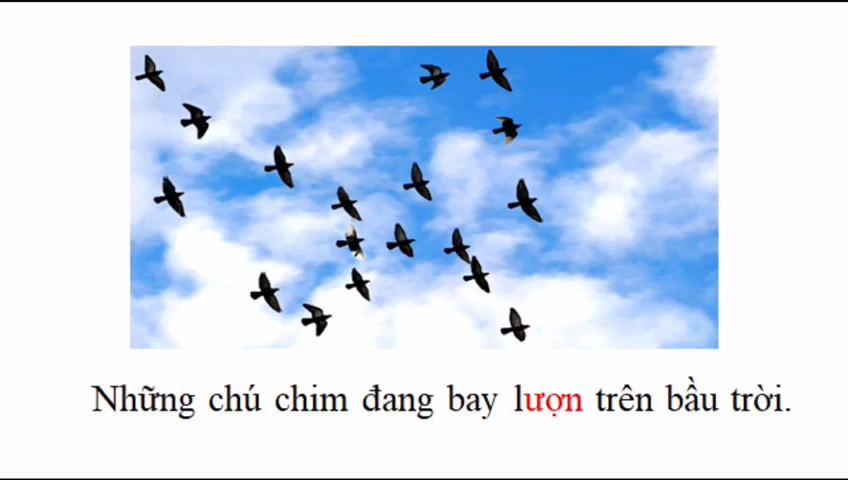 Những chú chim đang bay lượn trên bầu trời.